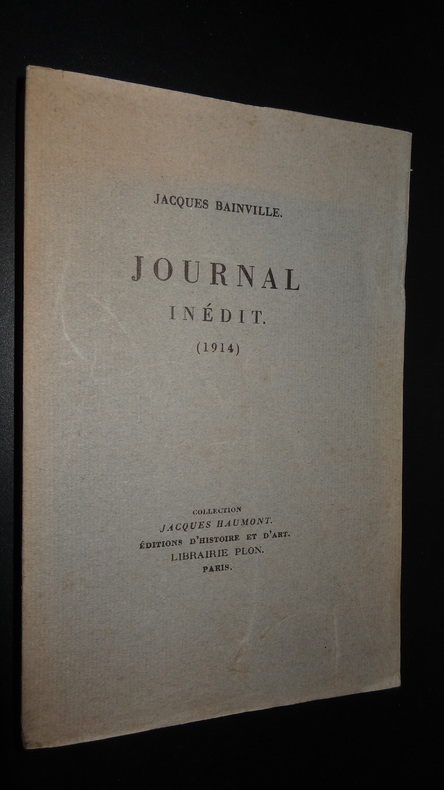 JACQUES BAINVILLE.
JOURNAL
INÉDIT.
(1914)
COLLECTION
JACQUES HAUMONT.
ÉDITIONS D'HISTOIRE ET D'ART.
LIBRAIRIE PLON.
PARIS.